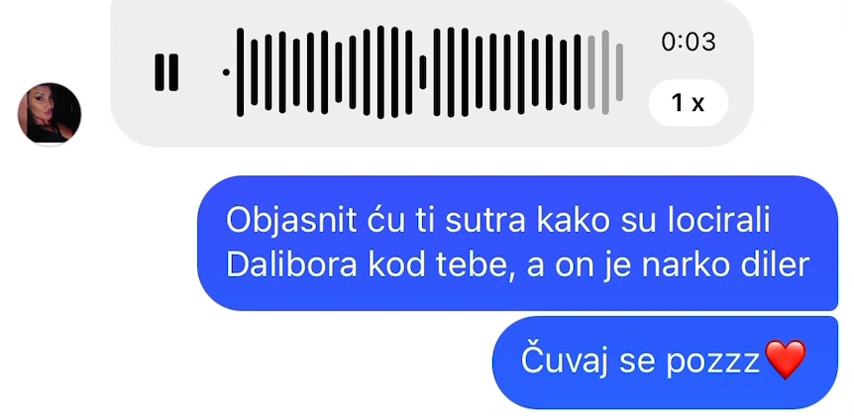 0:03
1 x
Objasnit ću ti sutra kako su locirali
Dalibora kod tebe, a on je narko diler
Čuvaj se pozzz❤️